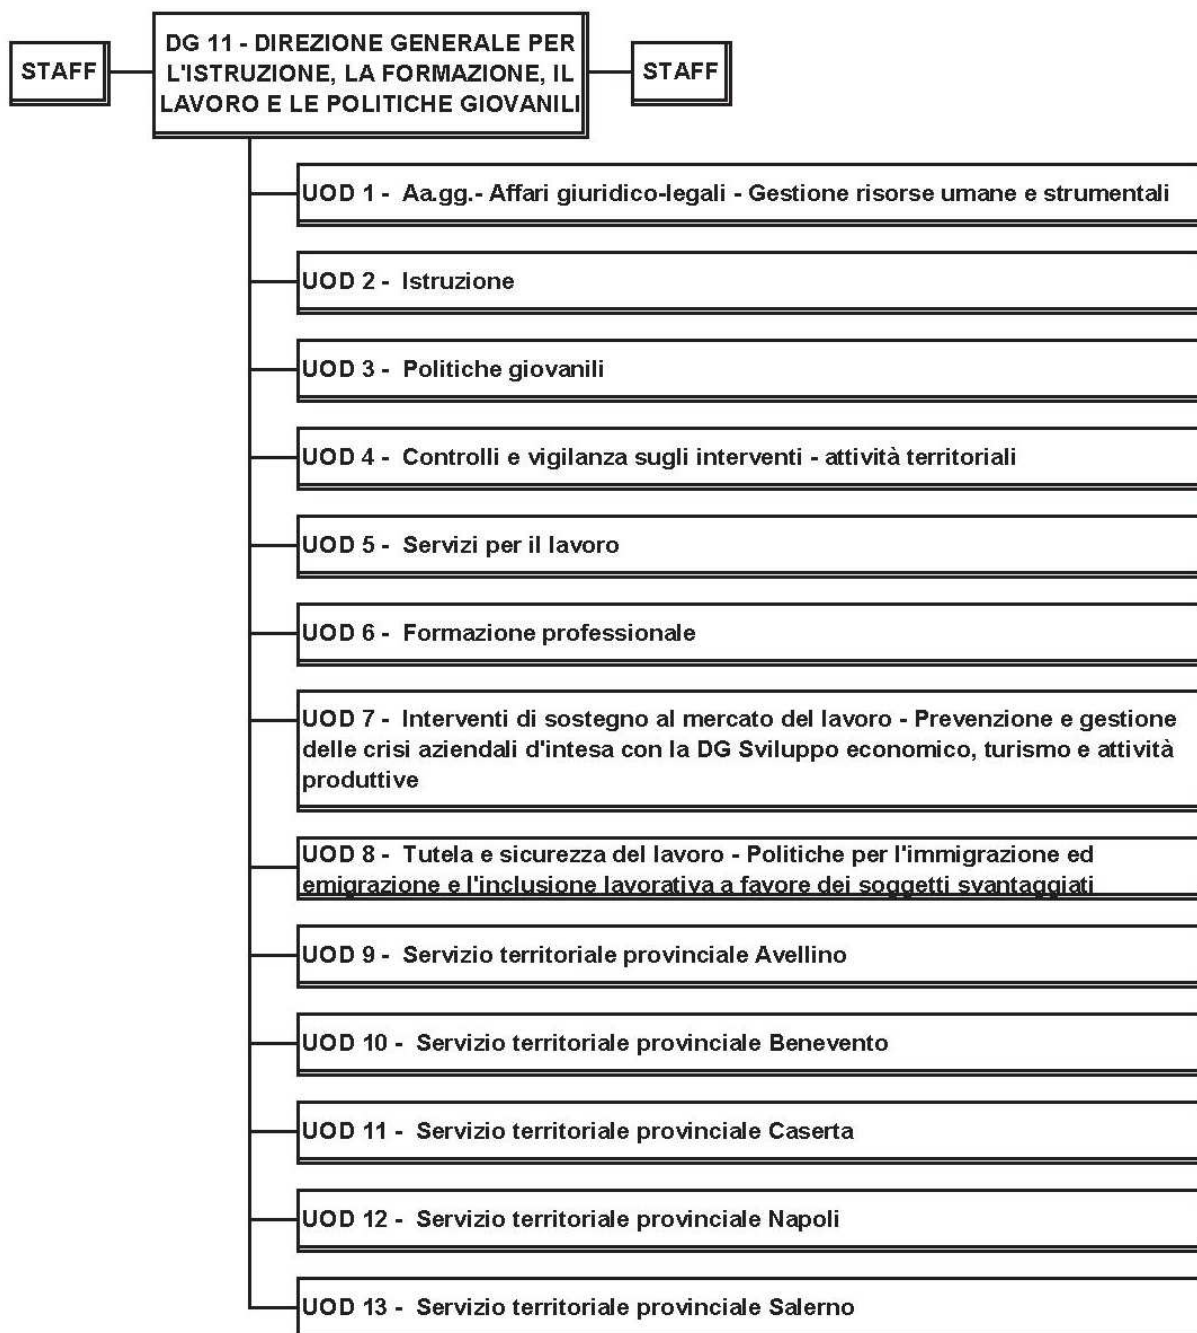 STAFF
DG 11 - DIREZIONE GENERALE PER
L'ISTRUZIONE, LA FORMAZIONE, IL
LAVORO E LE POLITICHE GIOVANILI
STAFF
UOD 1 - Aa.gg.- Affari giuridico-legali - Gestione risorse umane e strumentali
UOD 2 - Istruzione
UOD 3 - Politiche giovanili
UOD 4 - Controlli e vigilanza sugli interventi - attività territoriali
UOD 5 - Servizi per il lavoro
UOD 6 - Formazione professionale
UOD 7 - Interventi di sostegno al mercato del lavoro - Prevenzione e gestione
delle crisi aziendali d'intesa con la DG Sviluppo economico, turismo e attività
produttive
UOD 8 - Tutela e sicurezza del lavoro - Politiche per l'immigrazione ed
emigrazione e l'inclusione lavorativa a favore dei soggetti svantaggiati
UOD 9 - Servizio territoriale provinciale Avellino
UOD 10 - Servizio territoriale provinciale Benevento
UOD 11 - Servizio territoriale provinciale Caserta
UOD 12 - Servizio territoriale provinciale Napoli
UOD 13 - Servizio territoriale provinciale Salerno